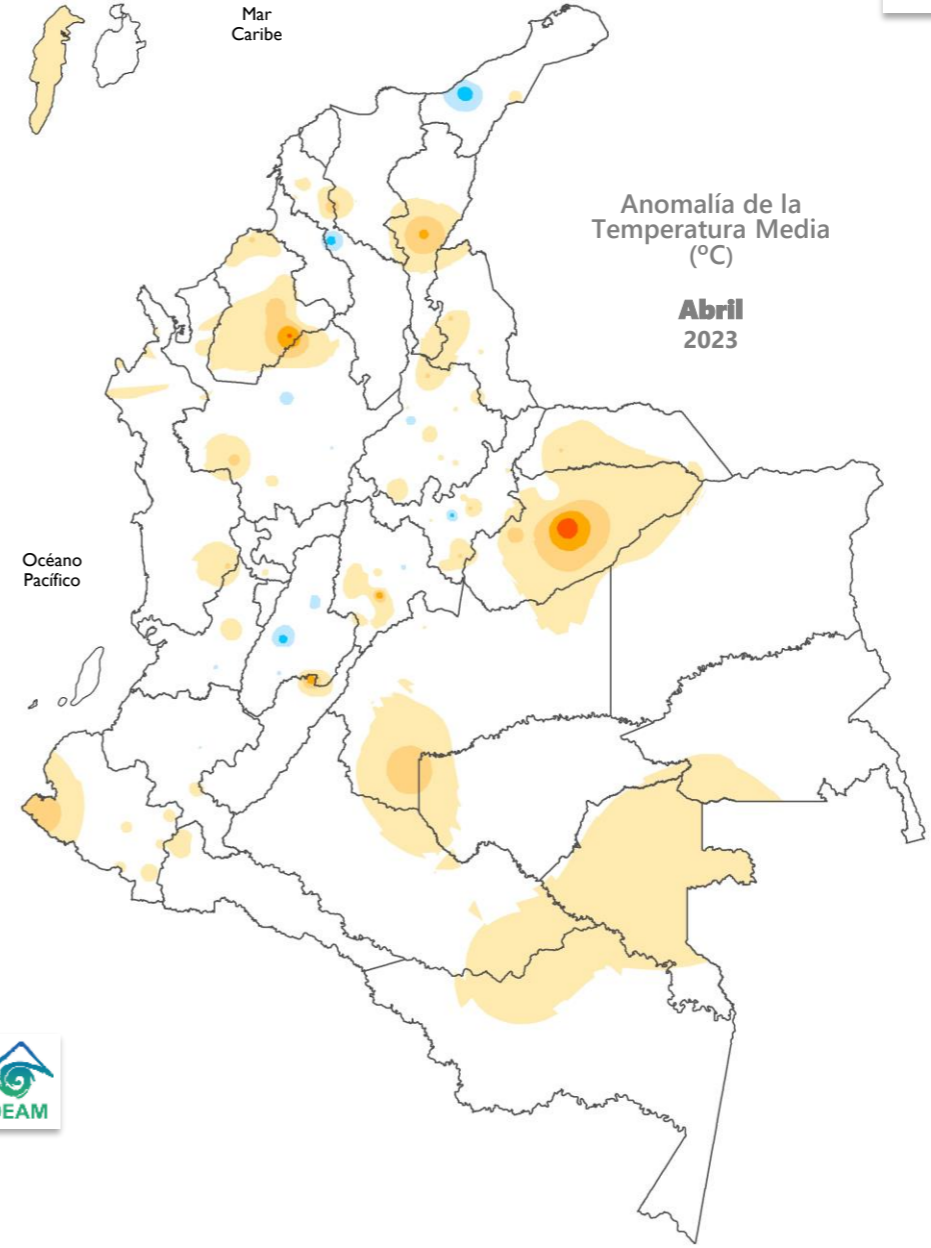 Mar
Caribe
Anomalía de la
Temperatura Media
(ºC)
Abril
2023
Océano
Pacífico
DEAM